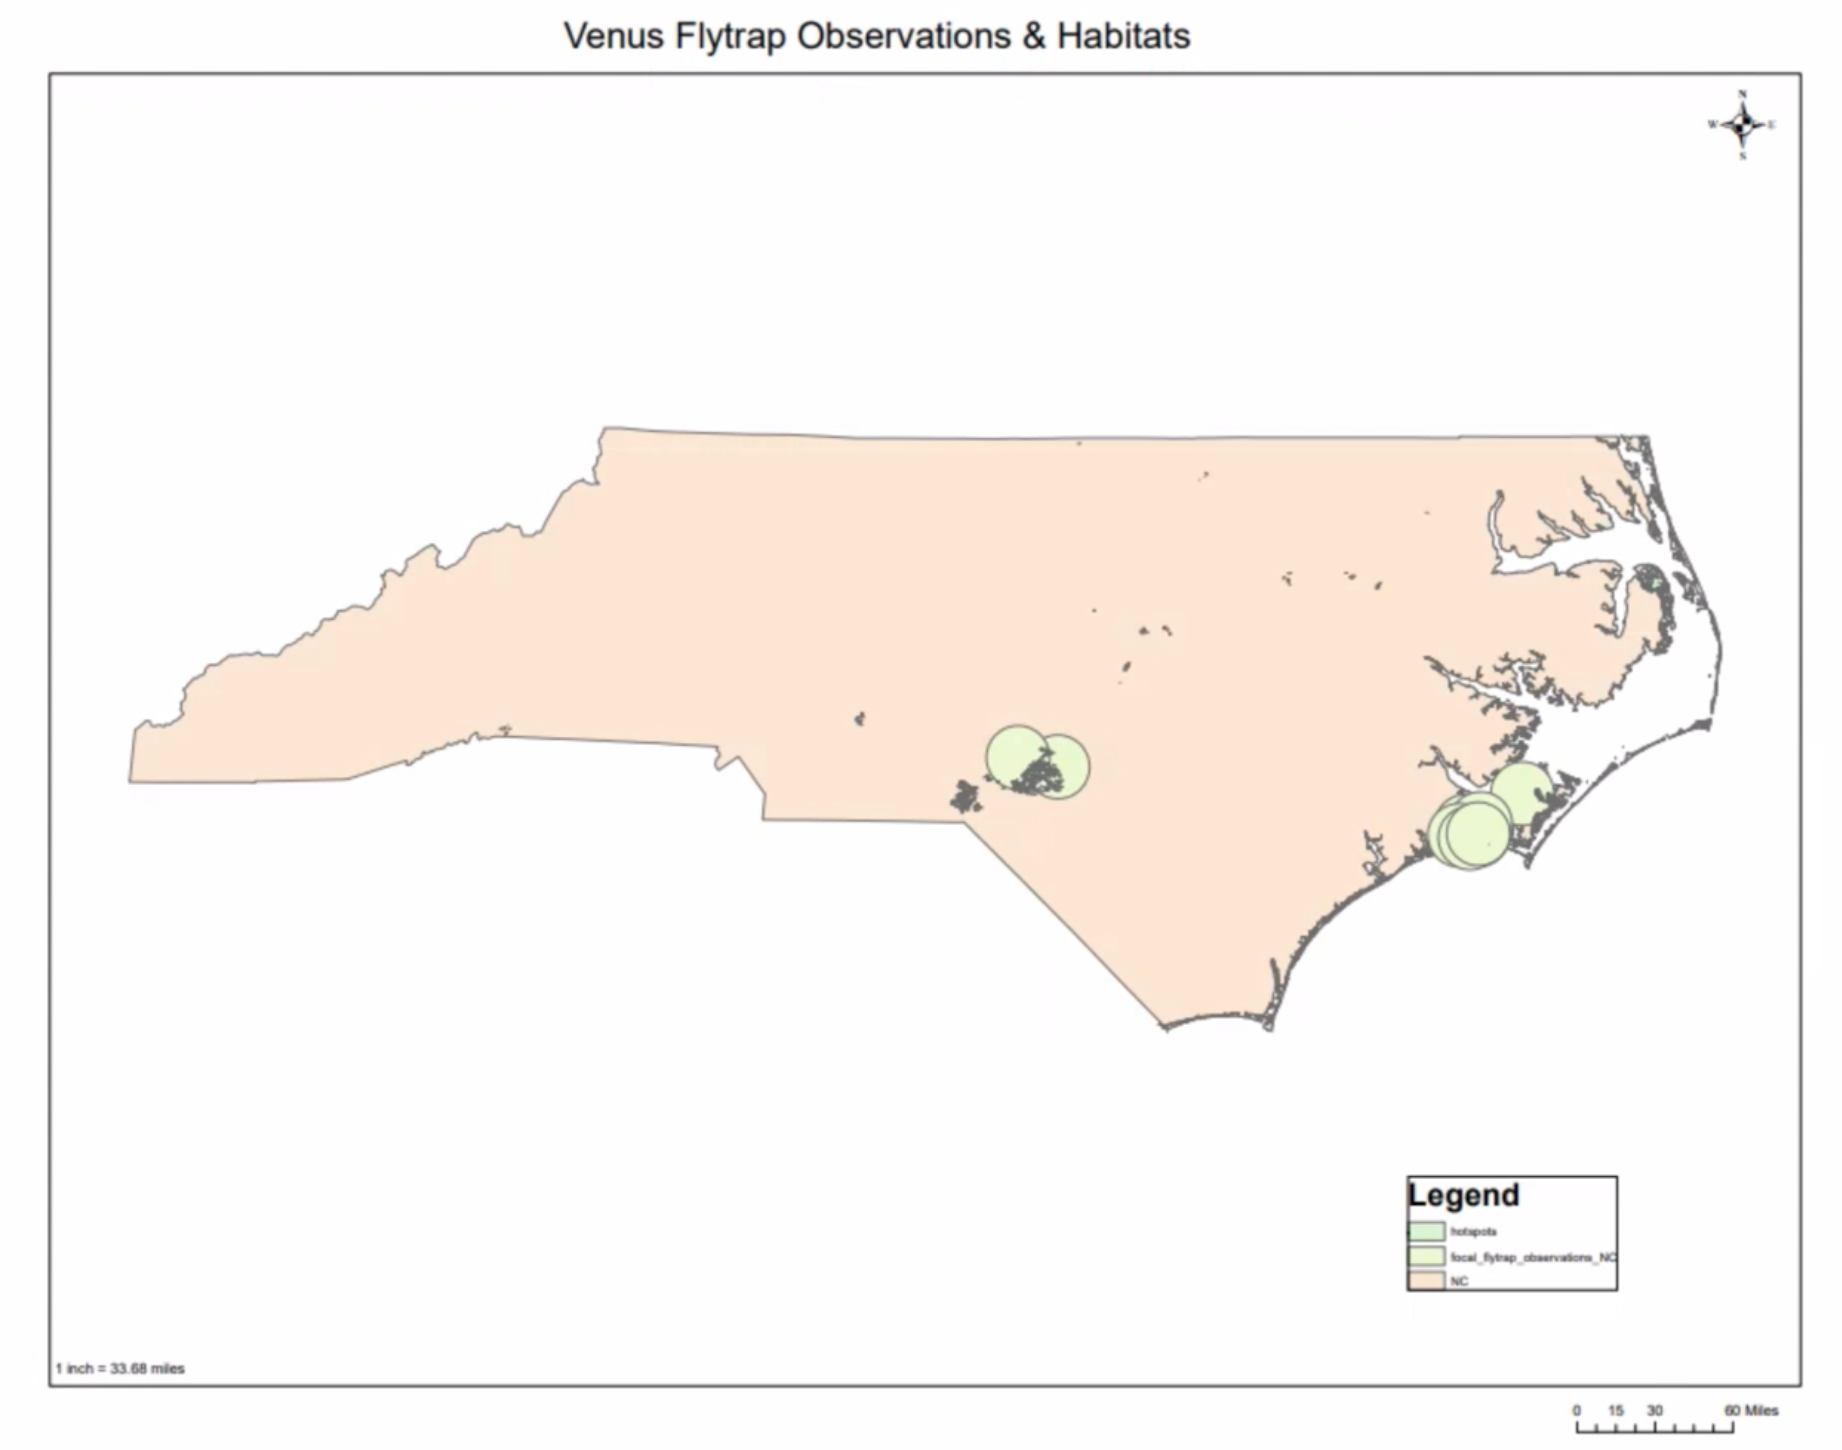 Venus Flytrap Observations & Habitats
N
W E
S
Legend
hotspots
focal_flytrap_observations_NC
NC
1 inch = 33.68 miles
0 15 30 60 Miles